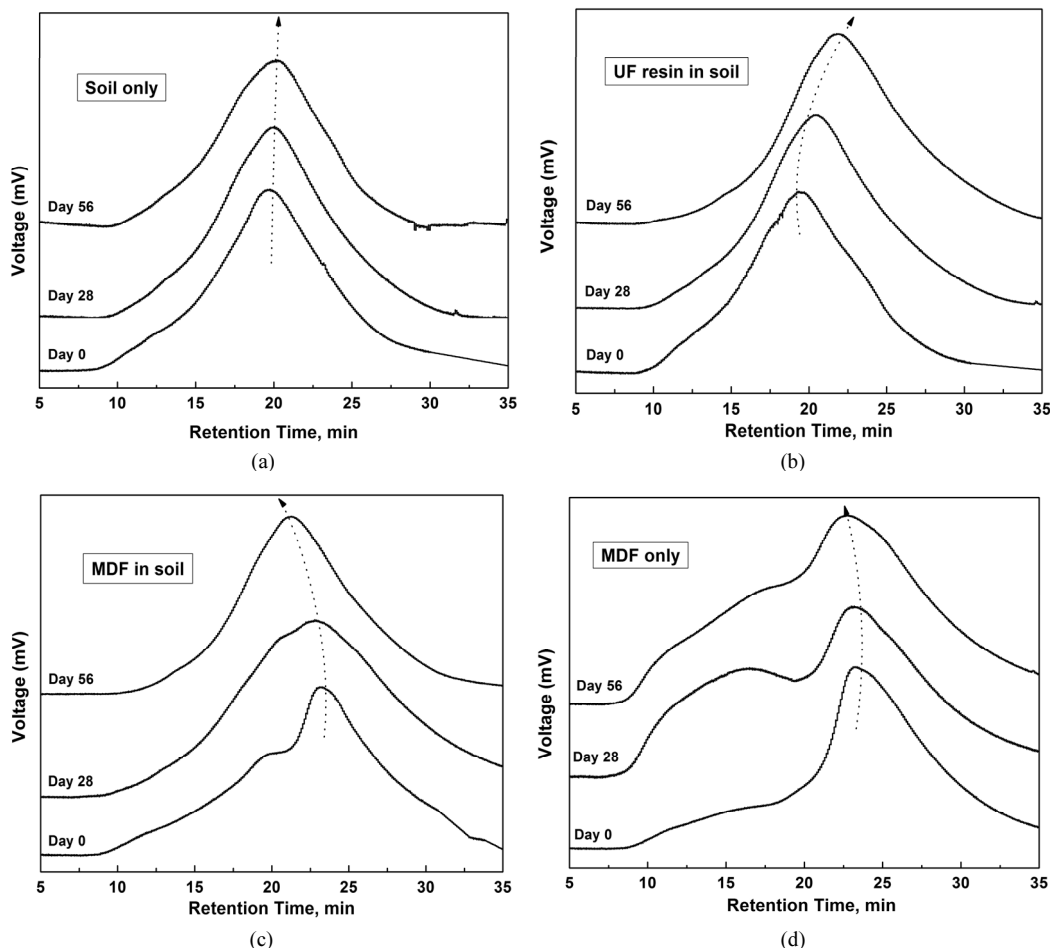 Soil only
Voltage (mV)
Day 56
Day 28
Day 0
5 10 15 20 25 30 35
Retention Time, min
(a)
UF resin in soil
Voltage (mV)
Day 56
Day 28
Day 0
5 10 15 20 25 30 35
Retention Time, min
(b)
MDF in soil
Voltage (mV)
Day 56
Day 28
Day 0
5 10 15 20 25 30 35
Retention Time, min
(c)
MDF only
Voltage (mV)
Day 56
Day 28
Day 0
5 10 15 20 25 30 35
Retention Time, min
(d)